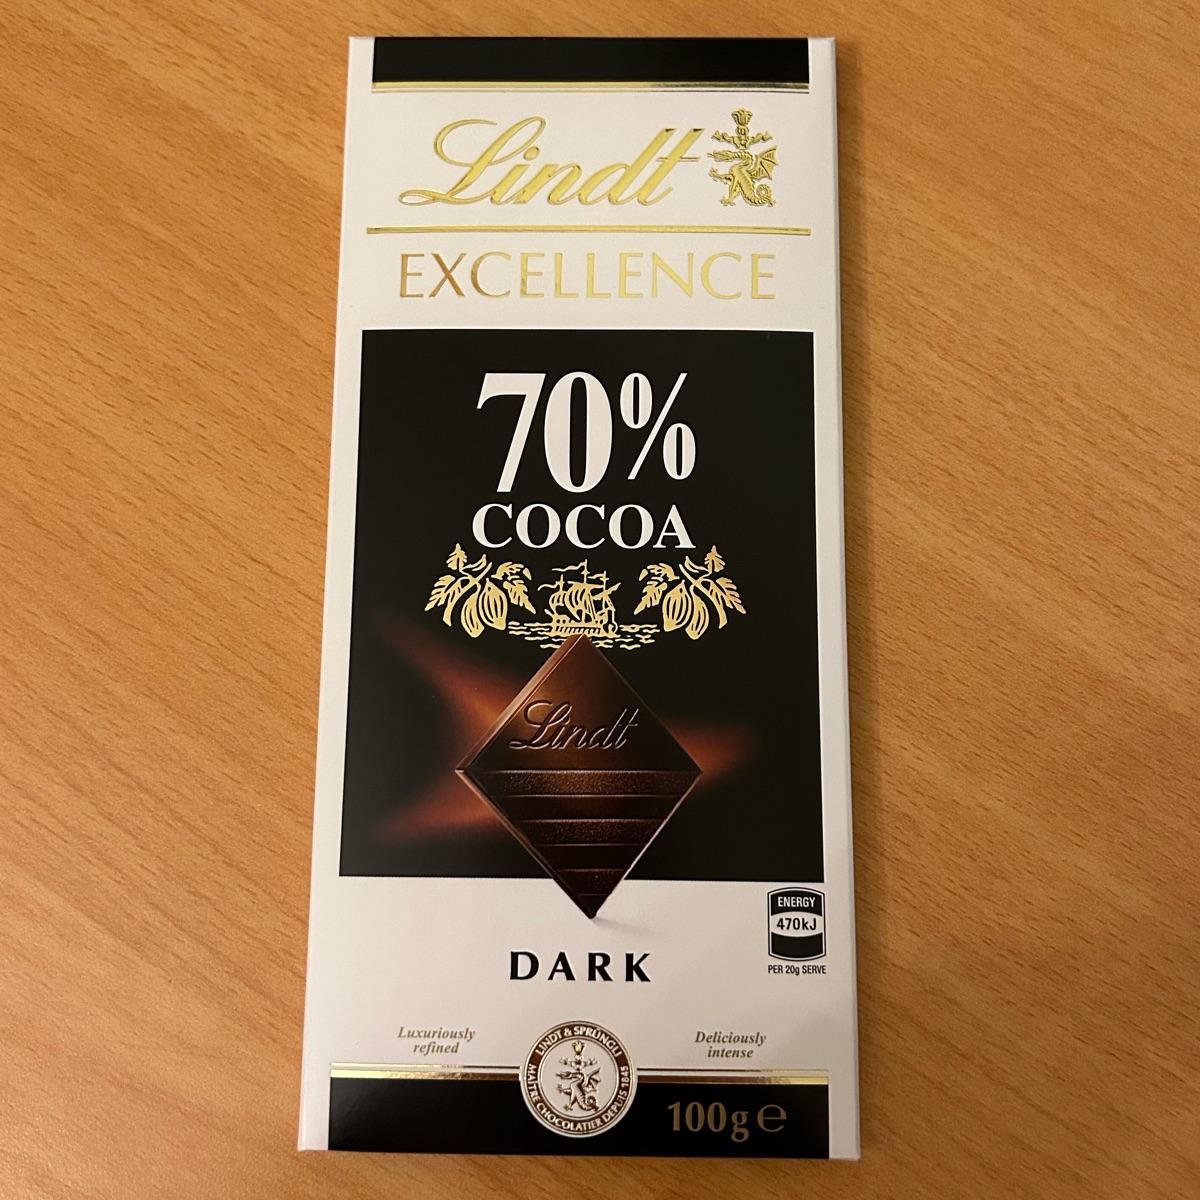 Lindt
EXCELLENCE
70%
COCOA
Lindt
ENERGY
470kJ
PER 20g SERVE
DARK
Luxuriously
refined
Deliciously
intense
LINDT & SPRÜNGLI
MAÎTRE CHOCOLATIER DEPUIS 1845
100g ℮